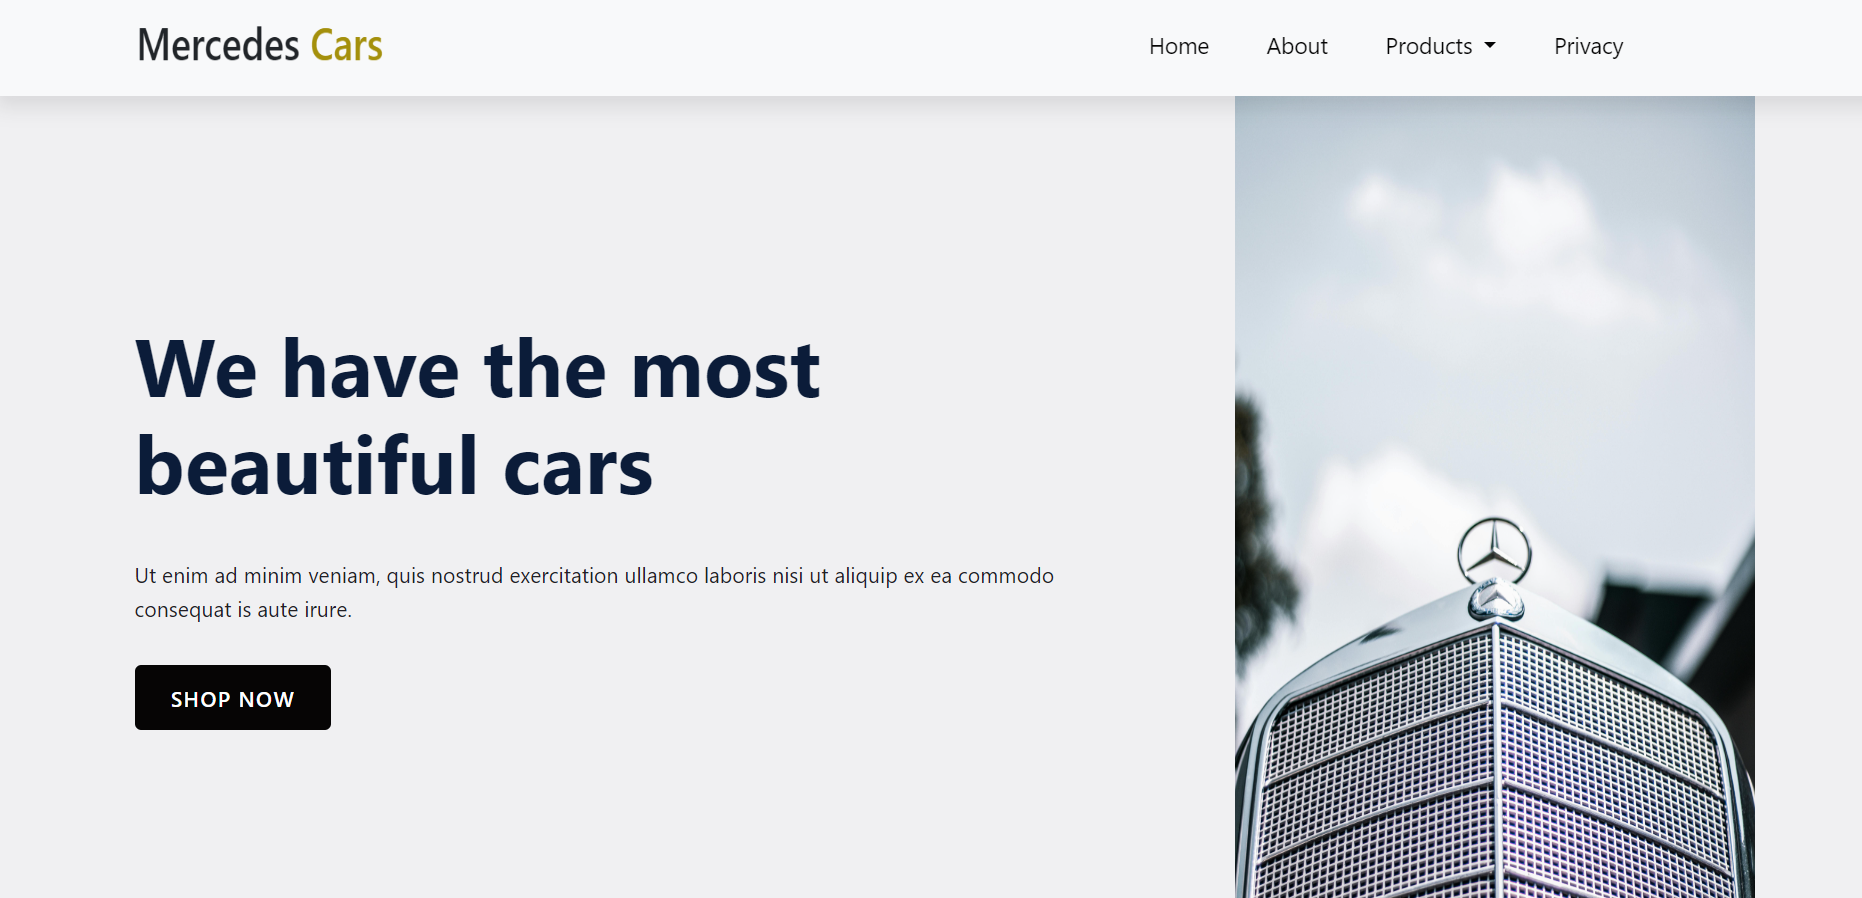 Mercedes Cars
Home About Products Privacy
We have the most
beautiful cars
Ut enim ad minim veniam, quis nostrud exercitation ullamco laboris nisi ut aliquip ex ea commodo
consequat is aute irure.
SHOP NOW